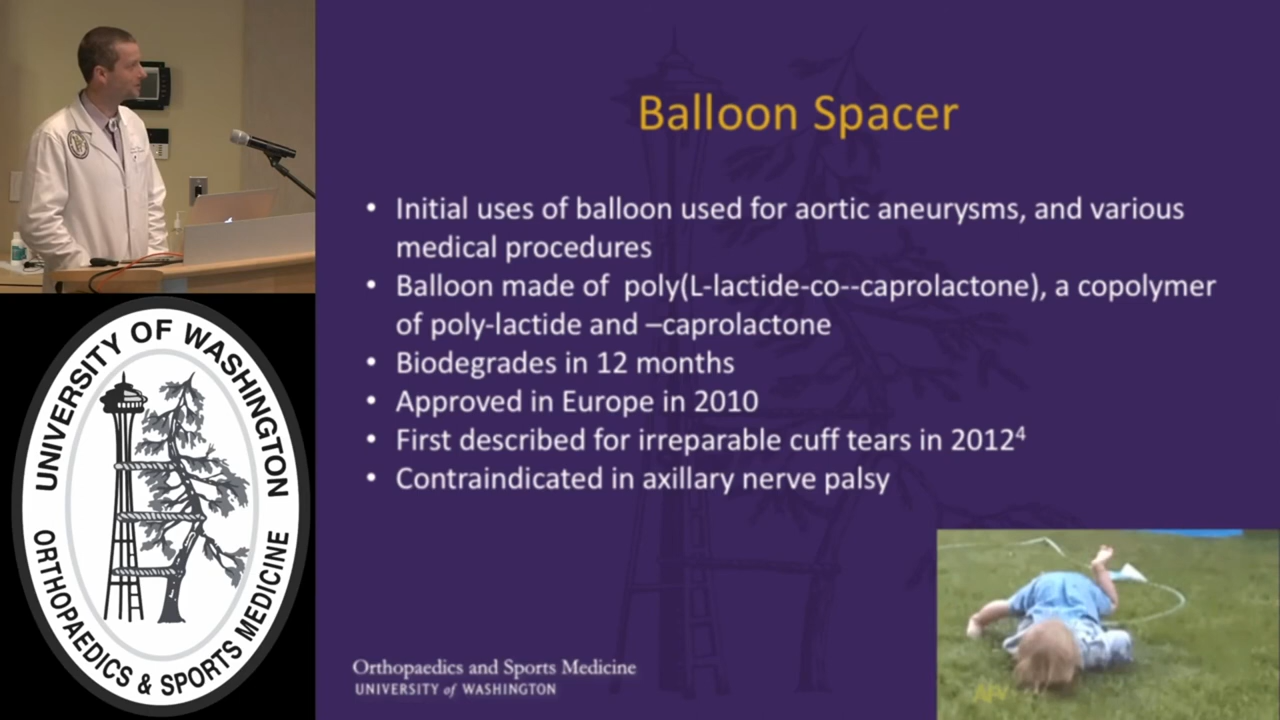 Balloon Spacer
• Initial uses of balloon used for aortic aneurysms, and various
medical procedures
• Balloon made of poly(L-lactide-co--caprolactone), a copolymer
of poly-lactide and –caprolactone
• Biodegrades in 12 months
• Approved in Europe in 2010
• First described for irreparable cuff tears in 2012⁴
• Contraindicated in axillary nerve palsy
UNIVERSITY OF WASHINGTON
ORTHOPAEDICS & SPORTS MEDICINE
Orthopaedics and Sports Medicine
UNIVERSITY of WASHINGTON
AFV